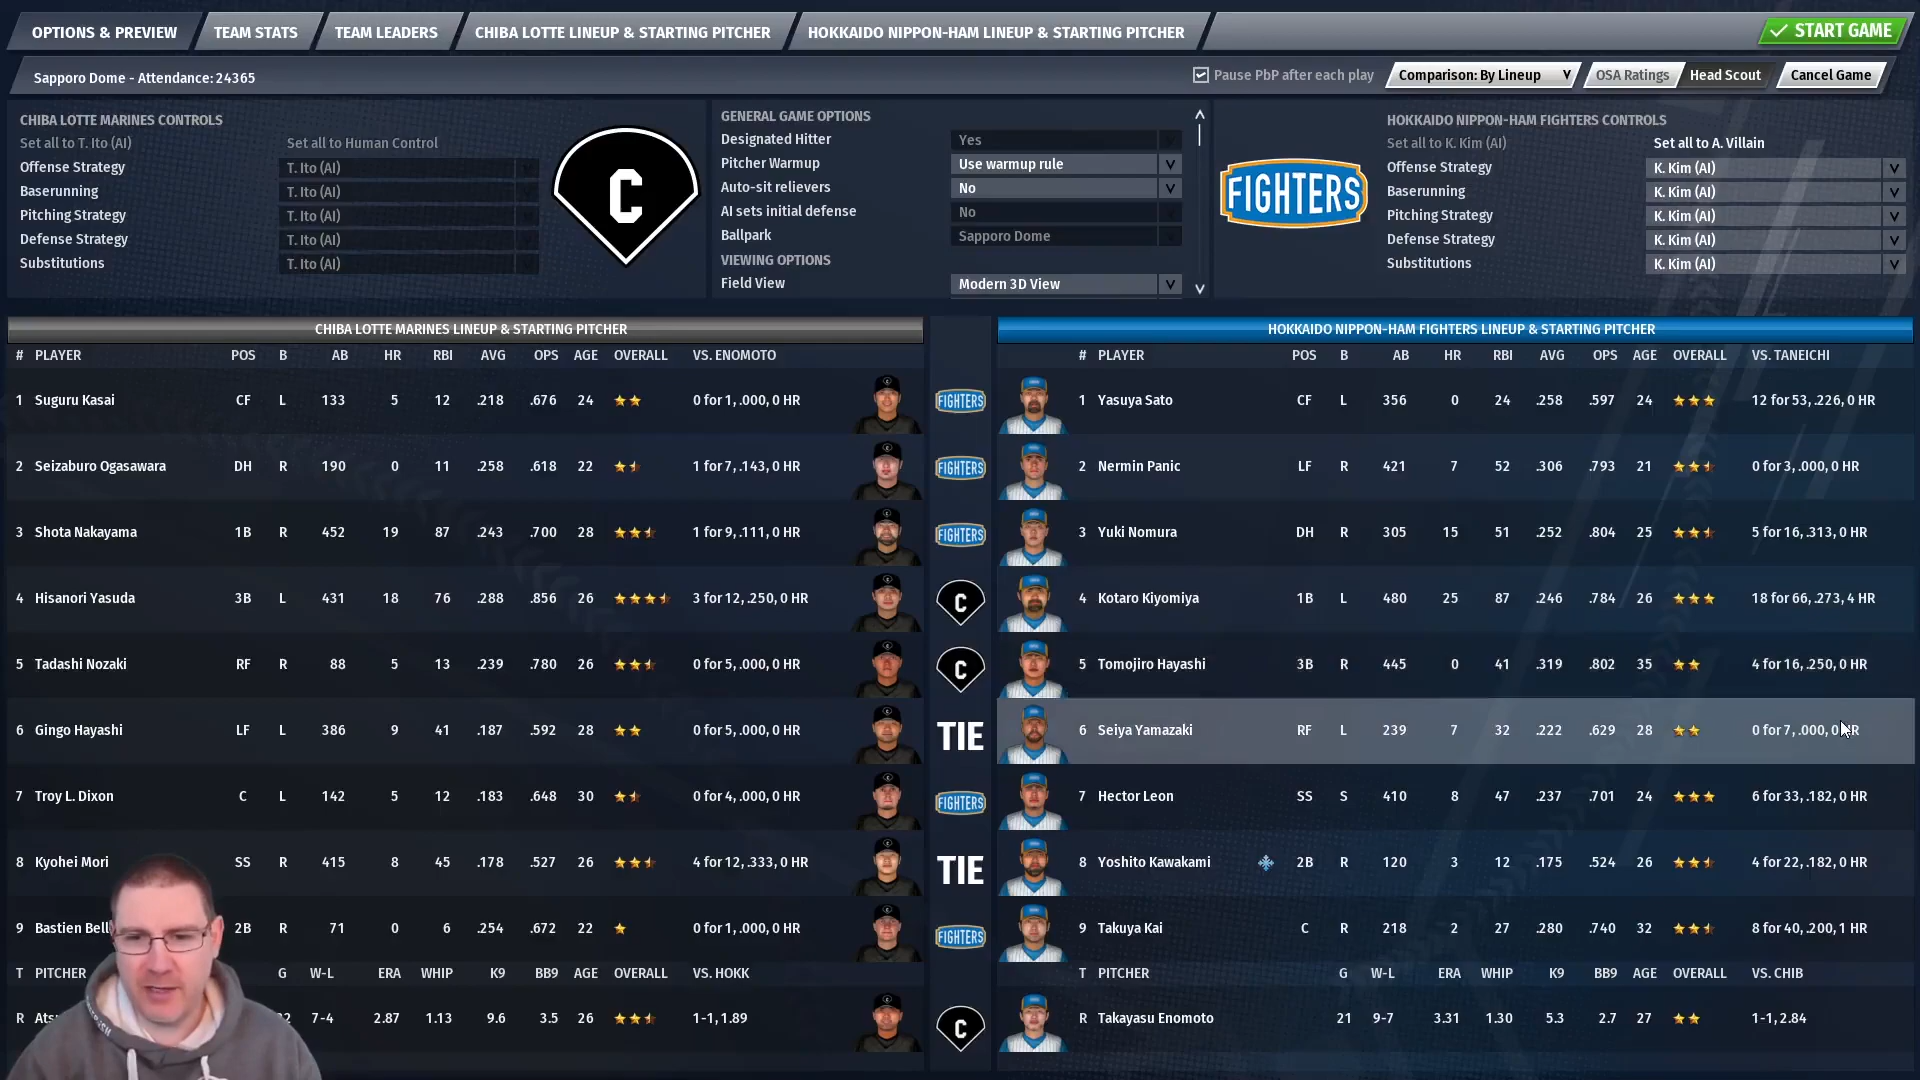 OPTIONS & PREVIEW TEAM STATS TEAM LEADERS CHIBA LOTTE LINEUP & STARTING PITCHER HOKKAIDO NIPPON-HAM LINEUP & STARTING PITCHER START GAME
Sapporo Dome - Attendance: 24365 Pause PbP after each play Comparison: By Lineup V OSA Ratings Head Scout Cancel Game
CHIBA LOTTE MARINES CONTROLS
Set all to T. Ito (AI) Set all to Human Control
Offense Strategy T. Ito (AI)
Baserunning T. Ito (AI)
Pitching Strategy T. Ito (AI)
Defense Strategy T. Ito (AI)
Substitutions T. Ito (AI)
C
GENERAL GAME OPTIONS
Designated Hitter Yes
Pitcher Warmup Use warmup rule
Auto-sit relievers No
AI sets initial defense No
Ballpark Sapporo Dome
VIEWING OPTIONS
Field View Modern 3D View
FIGHTERS
HOKKAIDO NIPPON-HAM FIGHTERS CONTROLS
Set all to K. Kim (AI) Set all to A. Villain
Offense Strategy K. Kim (AI)
Baserunning K. Kim (AI)
Pitching Strategy K. Kim (AI)
Defense Strategy K. Kim (AI)
Substitutions K. Kim (AI)
CHIBA LOTTE MARINES LINEUP & STARTING PITCHER
# PLAYER POS B AB HR RBI AVG OPS AGE OVERALL VS. ENOMOTO
1 Suguru Kasai CF L 133 5 12 .218 .676 24 0 for 1, .000, 0 HR
2 Seizaburo Ogasawara DH R 190 0 11 .258 .618 22 1 for 7, .143, 0 HR
3 Shota Nakayama 1B R 452 19 87 .243 .700 28 1 for 9, .111, 0 HR
4 Hisanori Yasuda 3B L 431 18 76 .288 .856 26 3 for 12, .250, 0 HR
5 Tadashi Nozaki RF R 88 5 13 .239 .780 26 0 for 5, .000, 0 HR
6 Gingo Hayashi LF L 386 9 41 .187 .592 28 0 for 5, .000, 0 HR
7 Troy L. Dixon C L 142 5 12 .183 .648 30 0 for 4, .000, 0 HR
8 Kyohei Mori SS R 415 8 45 .178 .527 26 4 for 12, .333, 0 HR
9 Bastien Bell 2B R 71 0 6 .254 .672 22 0 for 1, .000, 0 HR
T PITCHER G W-L ERA WHIP K9 BB9 AGE OVERALL VS. HOKK
R 7-4 2.87 1.13 9.6 3.5 26 1-1, 1.89
FIGHTERS
FIGHTERS
FIGHTERS
C
C
TIE
FIGHTERS
TIE
FIGHTERS
C
HOKKAIDO NIPPON-HAM FIGHTERS LINEUP & STARTING PITCHER
# PLAYER POS B AB HR RBI AVG OPS AGE OVERALL VS. TANEICHI
1 Yasuya Sato CF L 356 0 24 .258 .597 24 12 for 53, .226, 0 HR
2 Nermin Panic LF R 421 7 52 .306 .793 21 0 for 3, .000, 0 HR
3 Yuki Nomura DH R 305 15 51 .252 .804 25 5 for 16, .313, 0 HR
4 Kotaro Kiyomiya 1B L 480 25 87 .246 .784 26 18 for 66, .273, 4 HR
5 Tomojiro Hayashi 3B R 445 0 41 .319 .802 35 4 for 16, .250, 0 HR
6 Seiya Yamazaki RF L 239 7 32 .222 .629 28 0 for 7, .000, 0 HR
7 Hector Leon SS S 410 8 47 .237 .701 24 6 for 33, .182, 0 HR
8 Yoshito Kawakami 2B R 120 3 12 .175 .524 26 4 for 22, .182, 0 HR
9 Takuya Kai C R 218 2 27 .280 .740 32 8 for 40, .200, 1 HR
T PITCHER G W-L ERA WHIP K9 BB9 AGE OVERALL VS. CHIB
R Takayasu Enomoto 21 9-7 3.31 1.30 5.3 2.7 27 1-1, 2.84